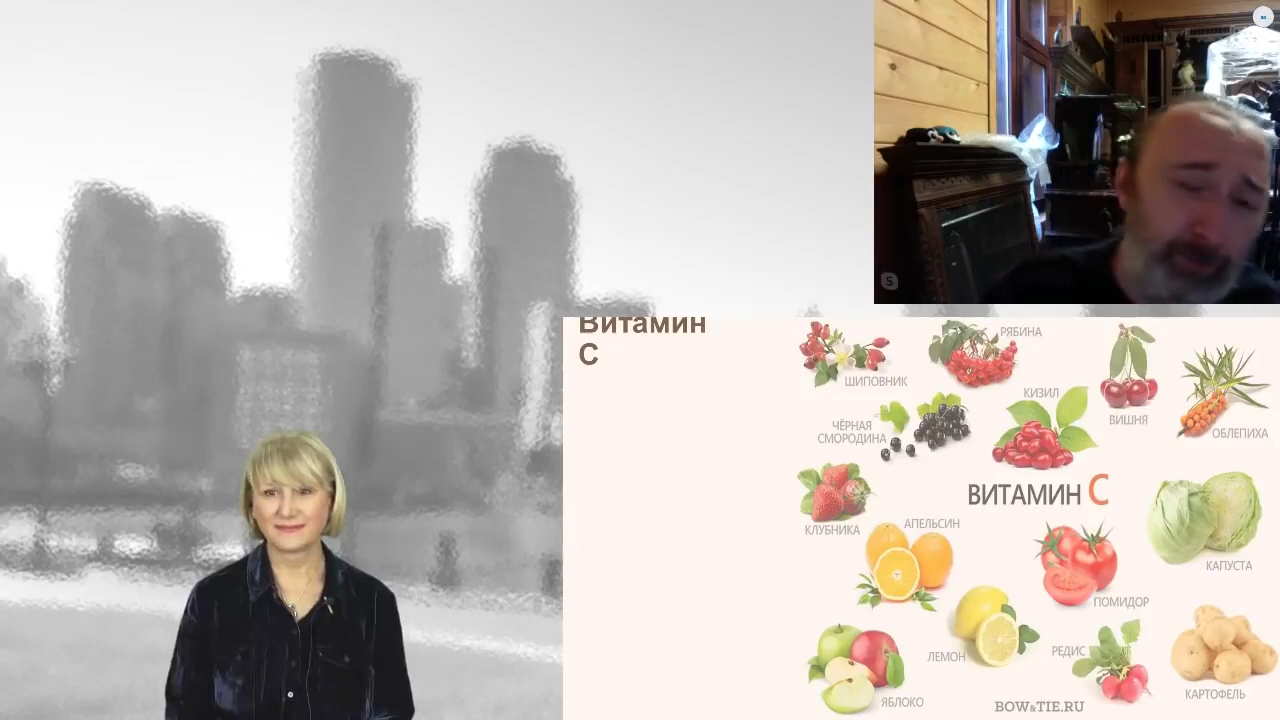 Витамин
С
РЯБИНА
ШИПОВНИК
КИЗИЛ
ВИШНЯ
ЧЁРНАЯ
СМОРОДИНА
ОБЛЕПИХА
ВИТАМИН С
КЛУБНИКА
АПЕЛЬСИН
КАПУСТА
ПОМИДОР
ЛЕМОН
РЕДИС
ЯБЛОКО
КАРТОФЕЛЬ
BOW&TIE.RU
S